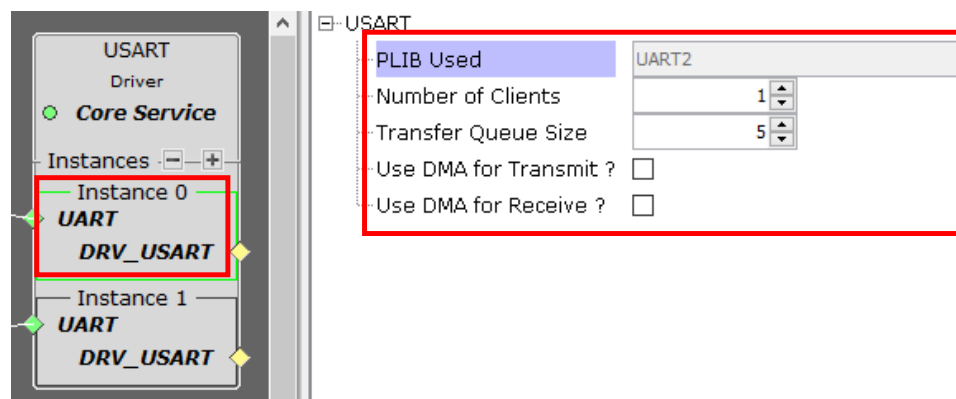 USART
Driver
Core Service
Instances
Instance 0
UART
DRV_USART
Instance 1
UART
DRV_USART
USART
PLIB Used UART2
Number of Clients 1
Transfer Queue Size 5
Use DMA for Transmit ?
Use DMA for Receive ?